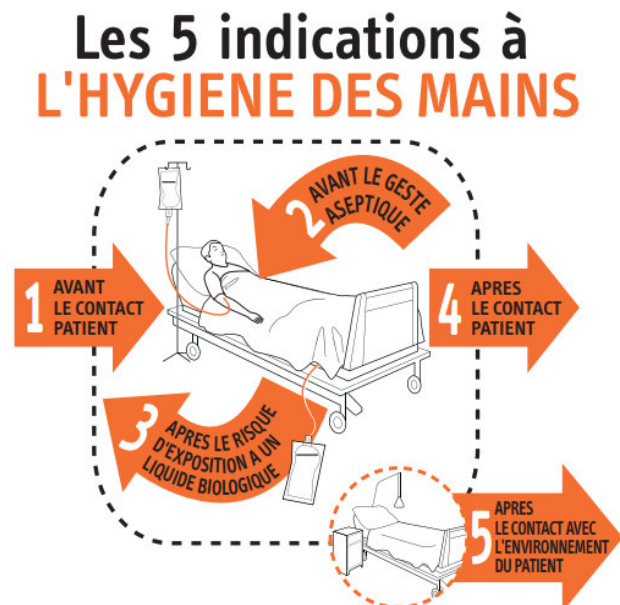 Les 5 indications à
L'HYGIENE DES MAINS
1
AVANT
LE CONTACT
PATIENT
2
AVANT LE GESTE
ASEPTIQUE
3
APRES LE RISQUE
D'EXPOSITION A UN
LIQUIDE BIOLOGIQUE
4
APRES
LE CONTACT
PATIENT
5
APRES
LE CONTACT AVEC
L'ENVIRONNEMENT
DU PATIENT